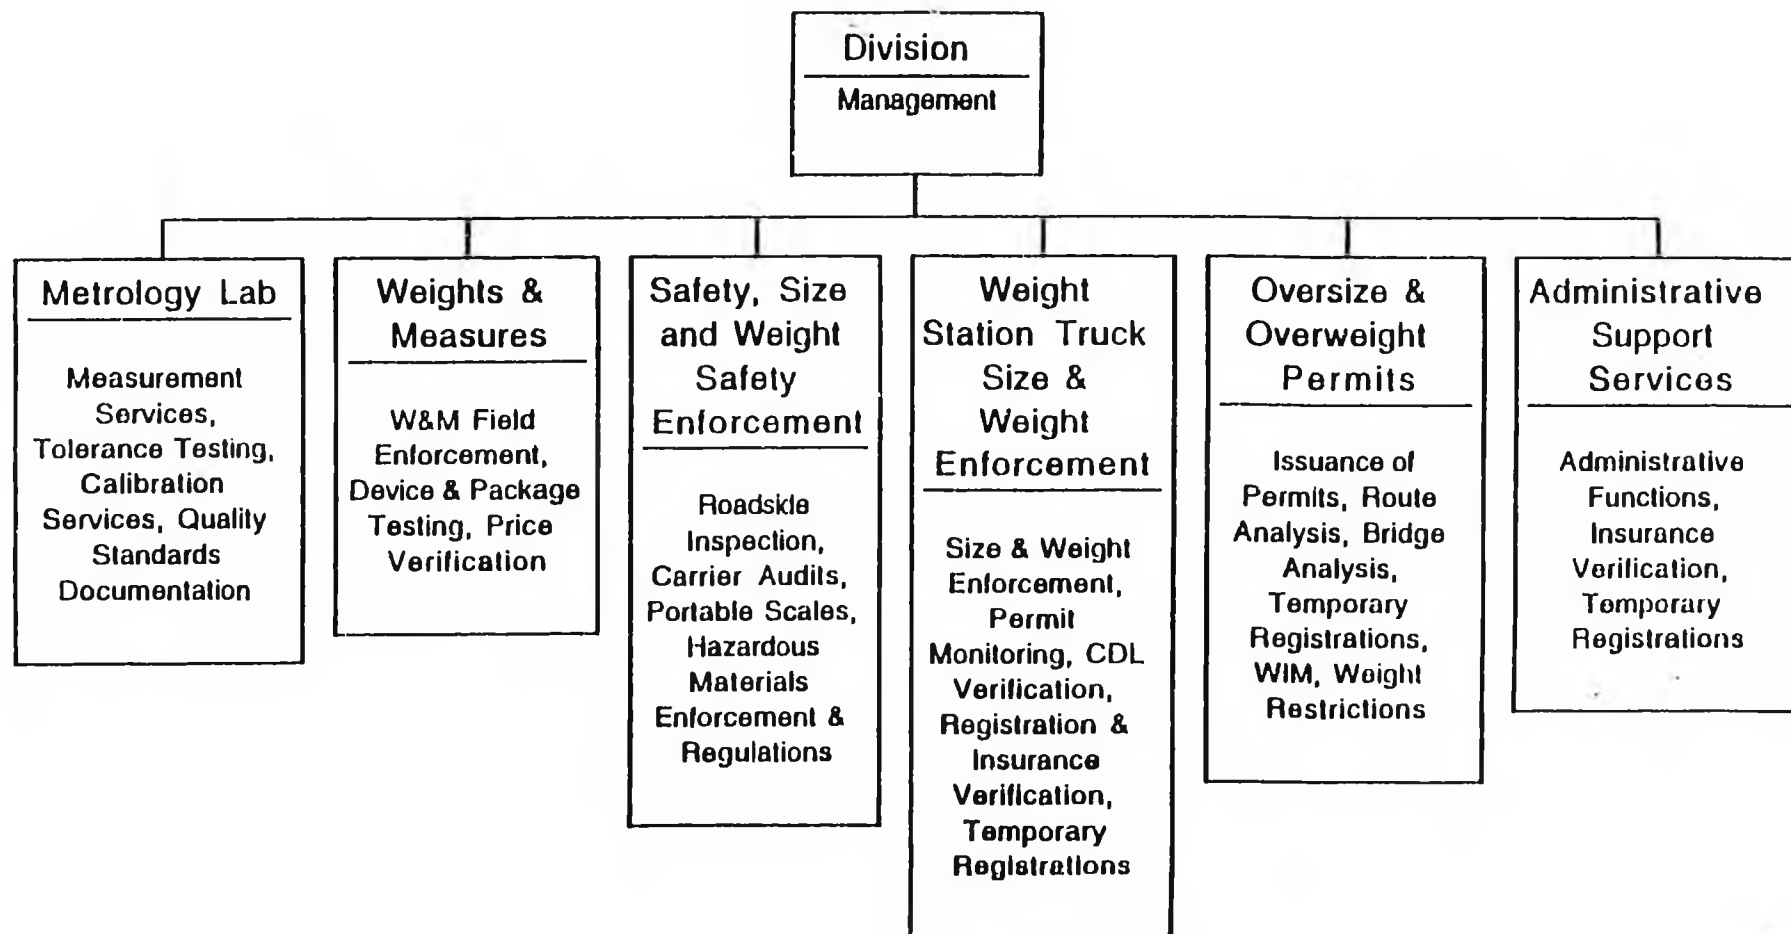 Division
Management
Metrology Lab
Measurement
Services,
Tolerance Testing,
Calibration
Services, Quality
Standards
Documentation
Weights &
Measures
W&M Field
Enforcement,
Device & Package
Testing, Price
Verification
Safety, Size
and Weight
Safety
Enforcement
Roadside
Inspection,
Carrier Audits,
Portable Scales,
Hazardous
Materials
Enforcement &
Regulations
Weight
Station Truck
Size &
Weight
Enforcement
Size & Weight
Enforcement,
Permit
Monitoring, CDL
Verification,
Registration &
Insurance
Verification,
Temporary
Registrations
Oversize &
Overweight
Permits
Issuance of
Permits, Route
Analysis, Bridge
Analysis,
Temporary
Registrations,
WIM, Weight
Restrictions
Administrative
Support
Services
Administrative
Functions,
Insurance
Verification,
Temporary
Registrations